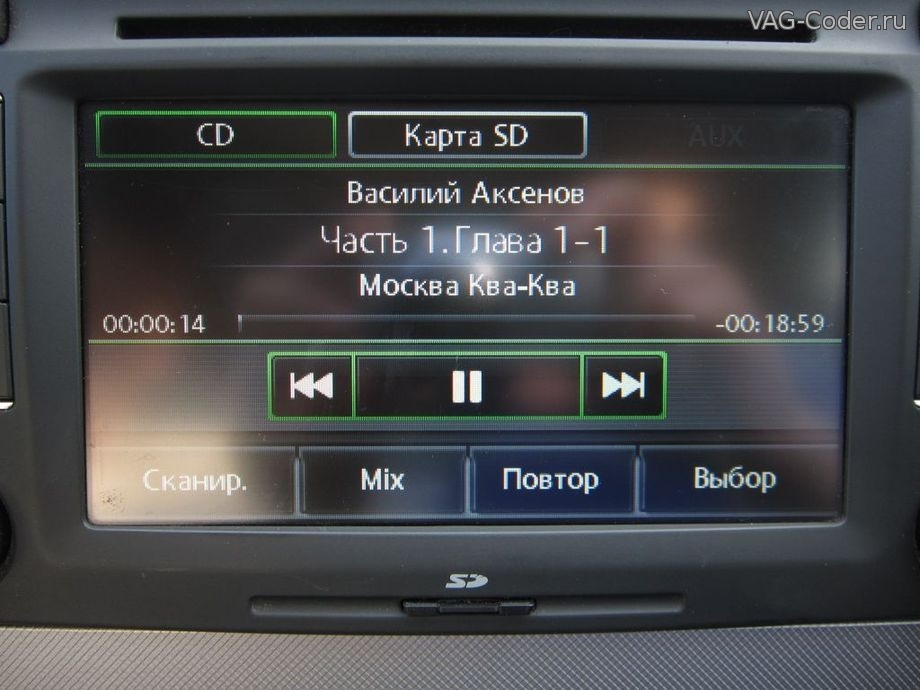 VAG-Coder.ru
CD Карта SD AUX
Василий Аксенов
Часть 1.Глава 1-1
Москва Ква-Ква
00:00:14 -00:18:59
Сканир. Mix Повтор Выбор
SD